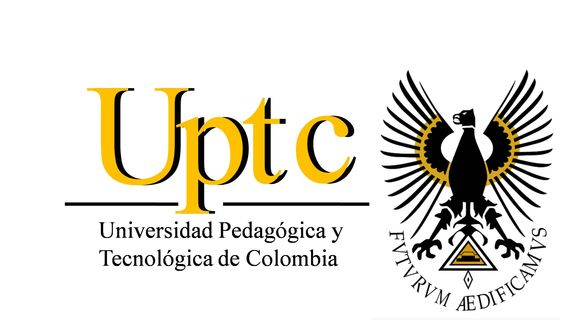 Uptc
Universidad Pedagógica y
Tecnológica de Colombia
FVTVRVM ÆDIFICAMVS